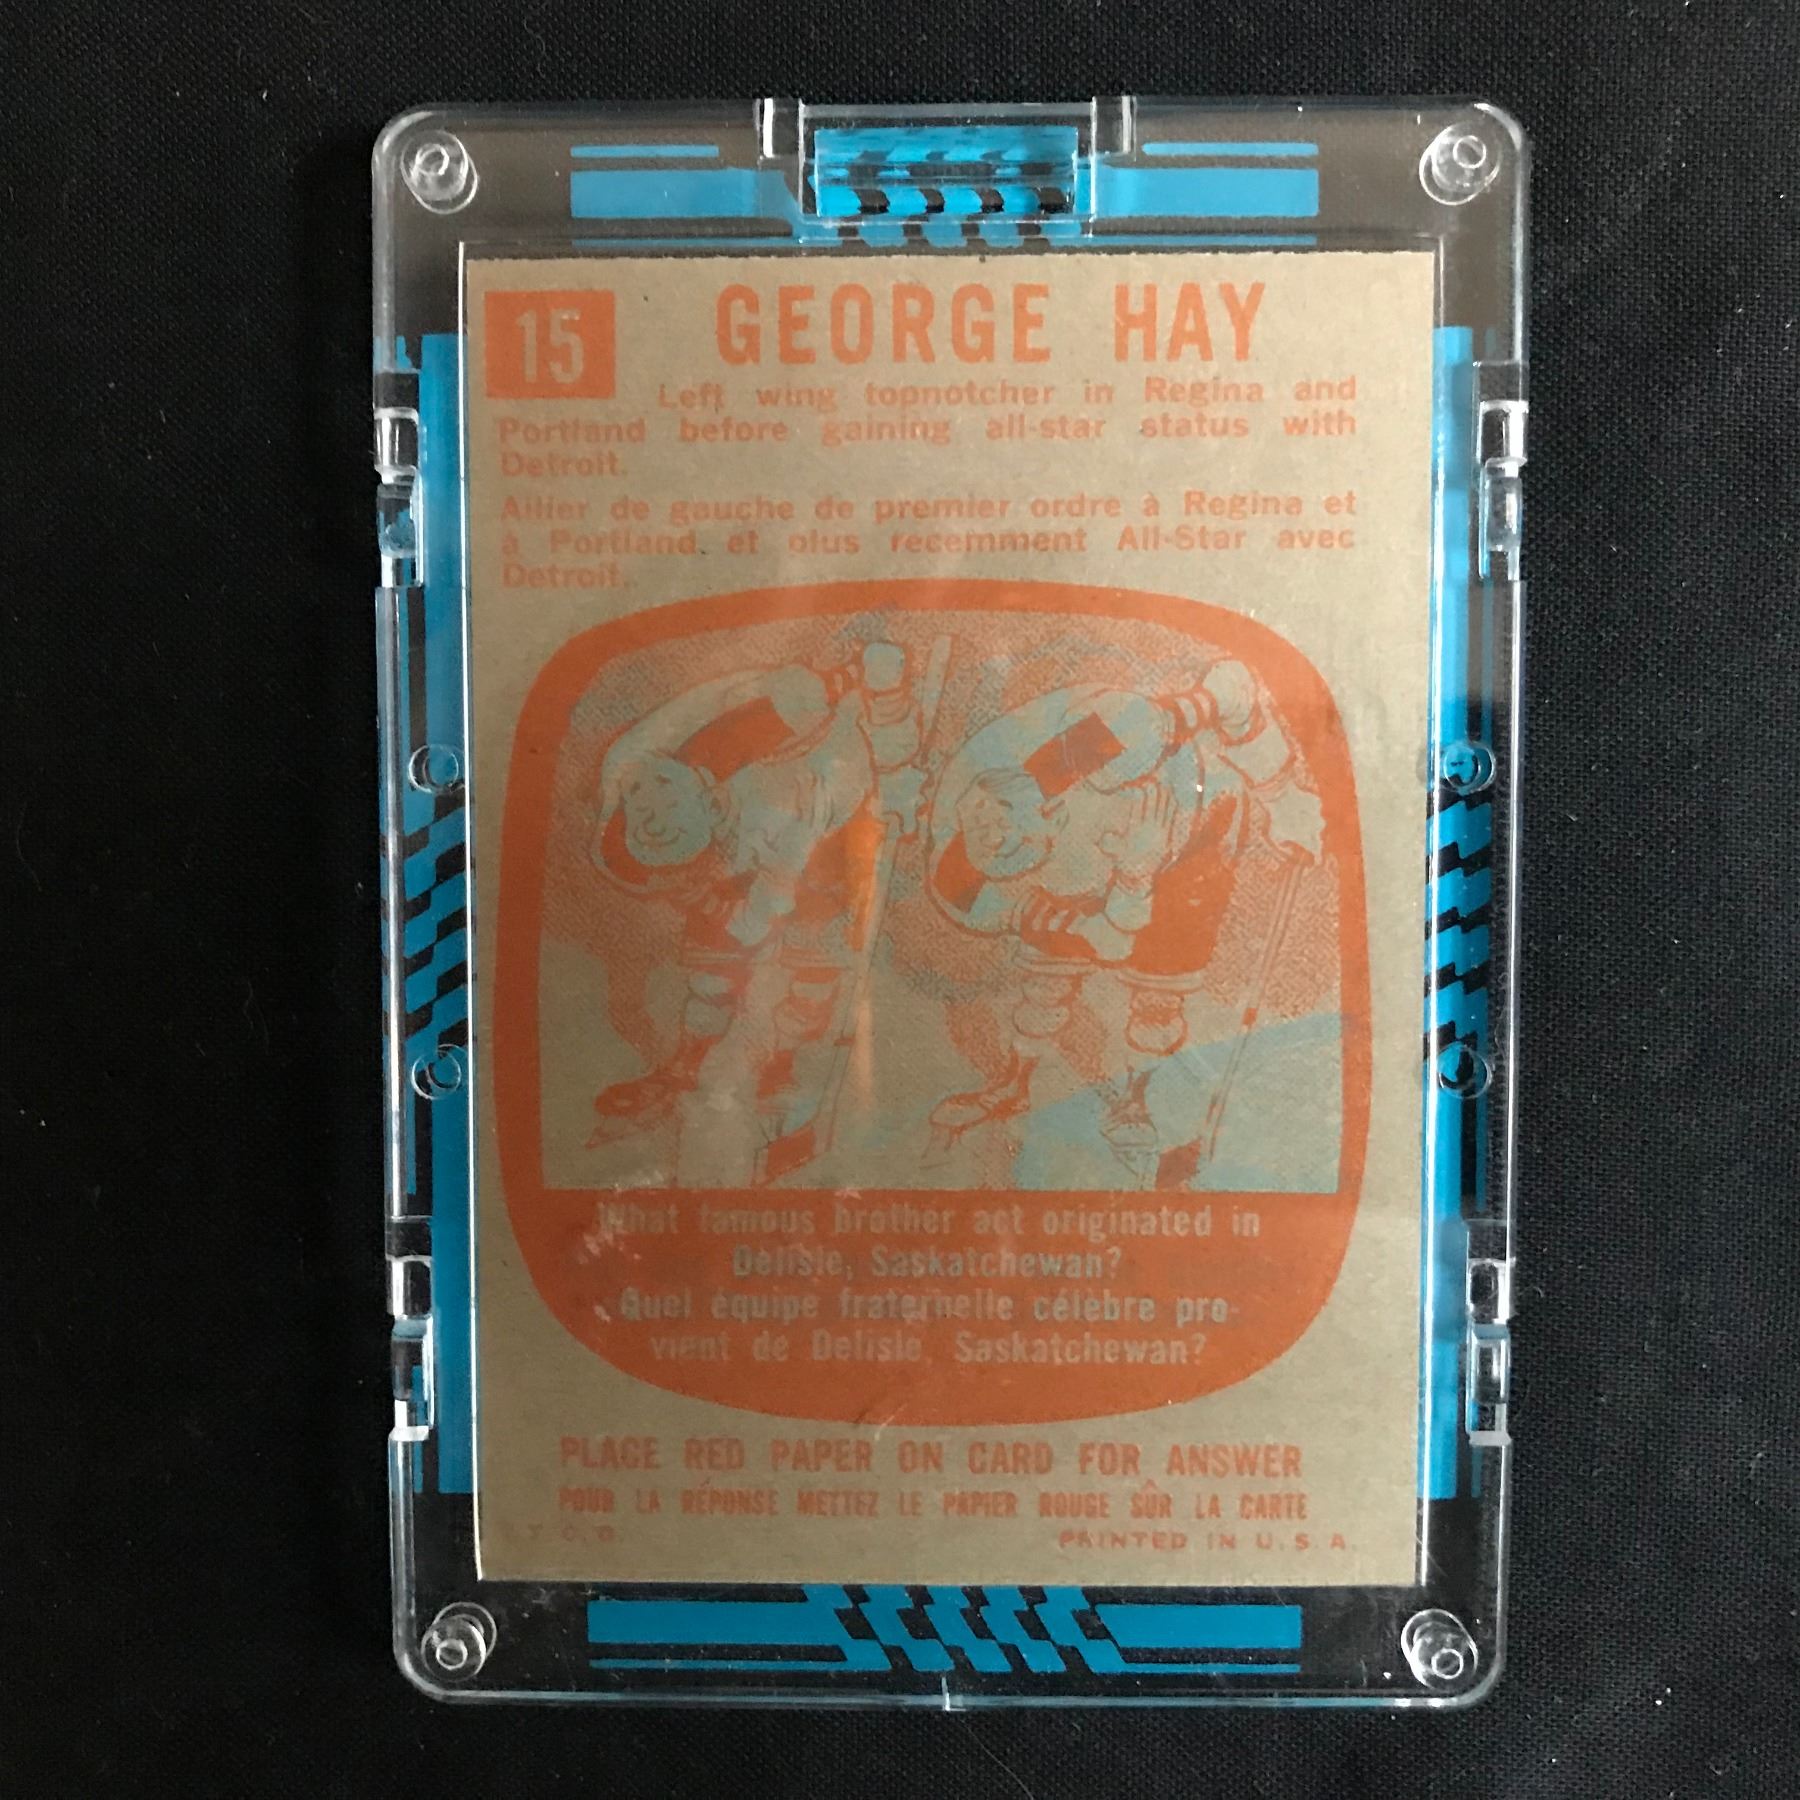 15
GEORGE HAY
Left wing topnotcher in Regina and
Portland before gaining all-star status with
Detroit.
Ailier de gauche de premier ordre à Regina et
à Portland et plus recemment All-Star avec
Detroit.
What famous brother act originated in
Delisle, Saskatchewan?
Quel équipe fraternelle célèbre pro-
vient de Delisle, Saskatchewan?
PLACE RED PAPER ON CARD FOR ANSWER
POUR LA RÉPONSE METTEZ LE PAPIER ROUGE SÛR LA CARTE
T. C. G.
PRINTED IN U. S. A.